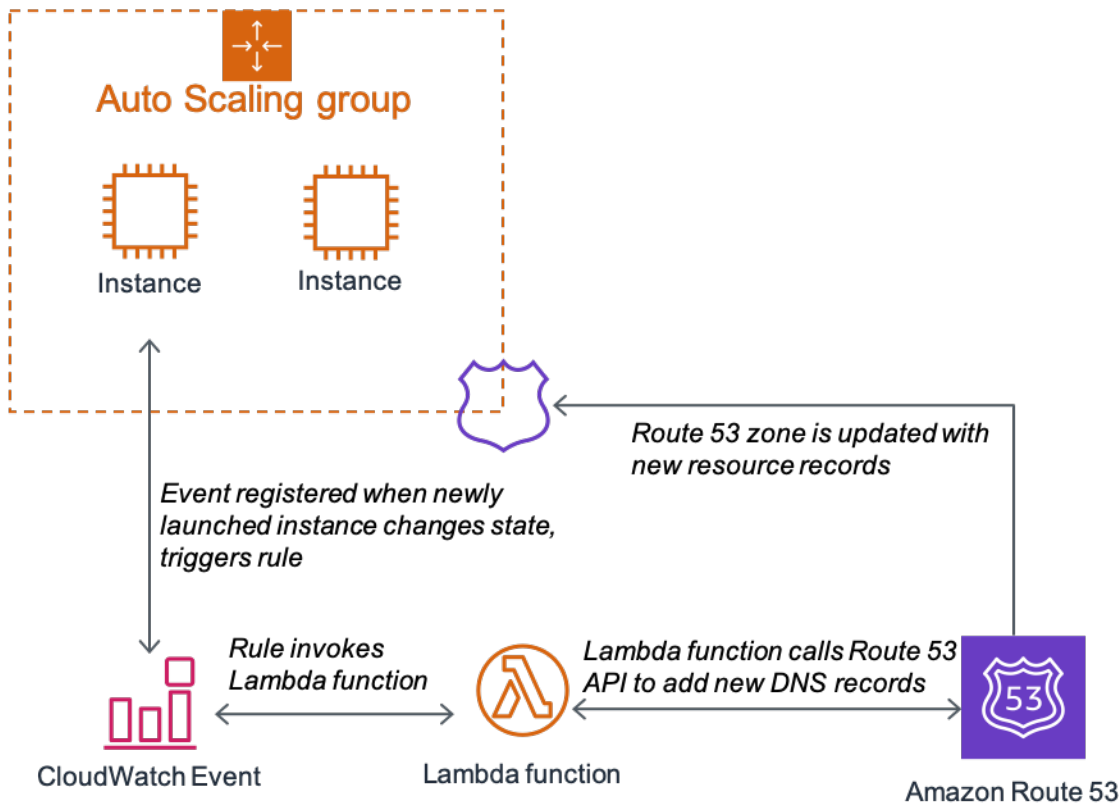 Auto Scaling group
Instance
Instance
Route 53 zone is updated with
new resource records
Event registered when newly
launched instance changes state,
triggers rule
Rule invokes
Lambda function
Lambda function calls Route 53
API to add new DNS records
53
CloudWatch Event
Lambda function
Amazon Route 53